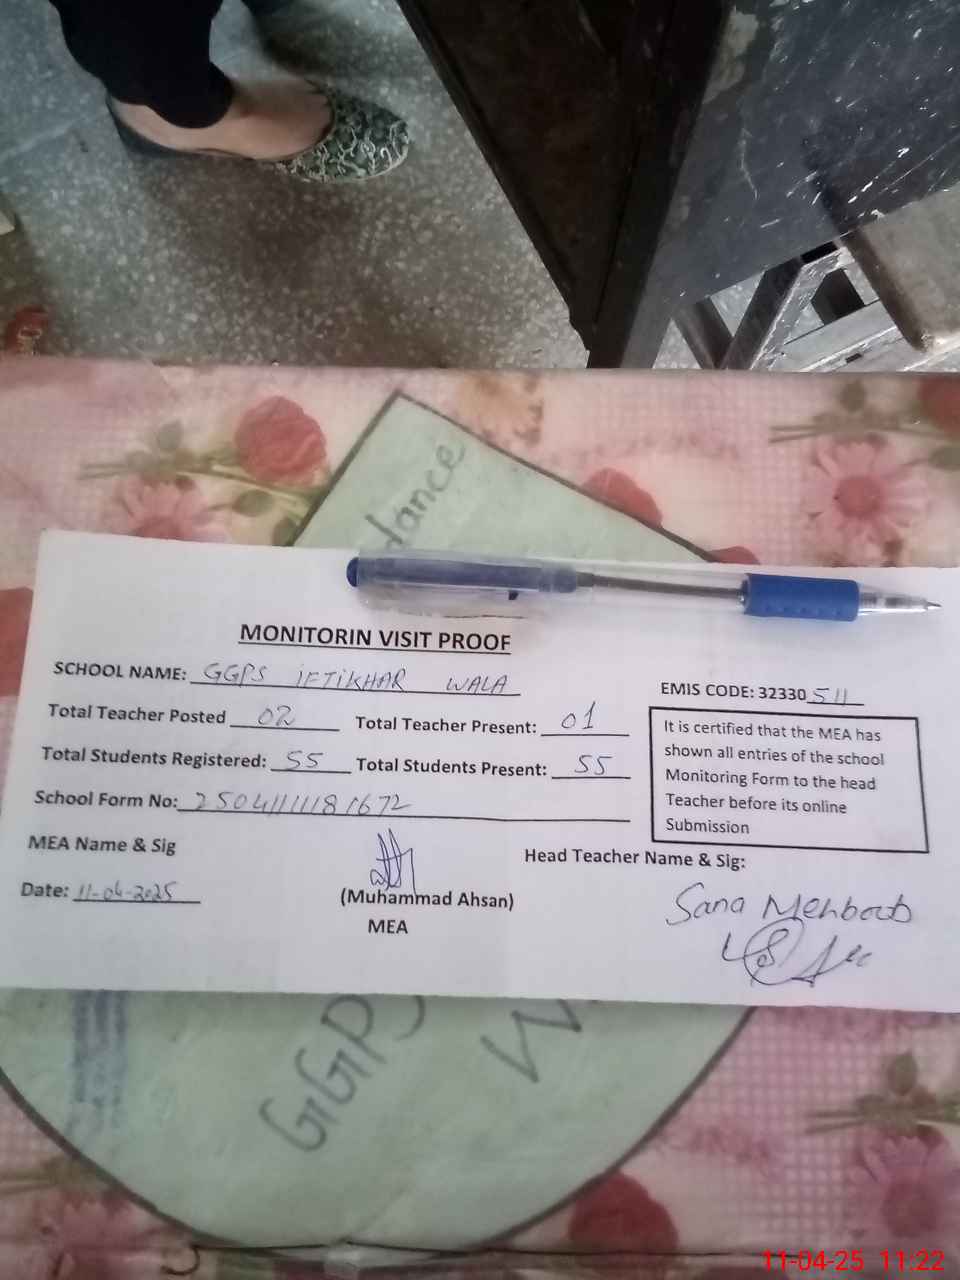 dance
MONITORIN VISIT PROOF
SCHOOL NAME: GGPS IFTIKHAR WALA
EMIS CODE: 32330511
Total Teacher Posted 02 Total Teacher Present: 01
Total Students Registered: 55 Total Students Present: 55
School Form No:
It is certified that the MEA has
shown all entries of the school
Monitoring Form to the head
Teacher before its online
Submission
MEA Name & Sig
Head Teacher Name & Sig:
Date: 11-04-2025
(Muhammad Ahsan)
MEA
Sana Mehboob
GGPS W
11-04-25 11:22